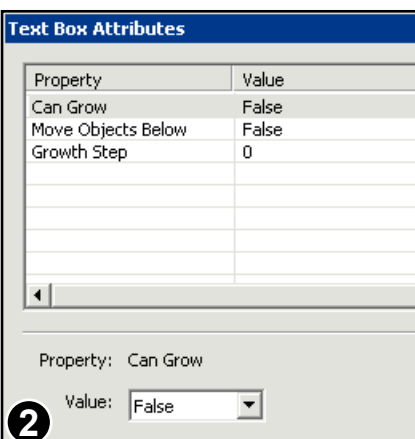 Text Box Attributes
Property Value
Can Grow False
Move Objects Below False
Growth Step 0
Property: Can Grow
Value: False
2